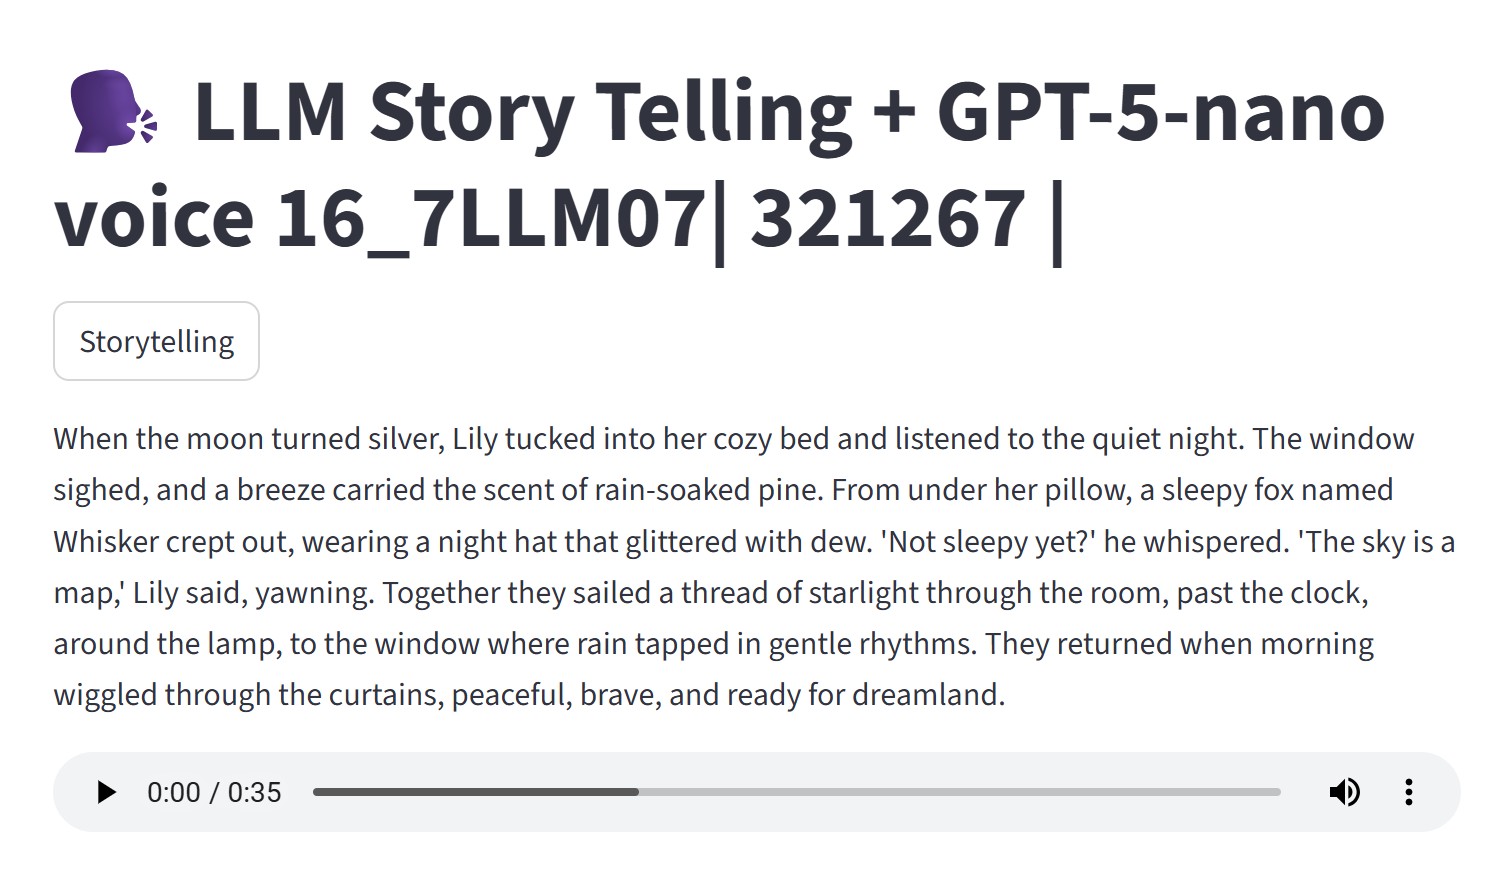 LLM Story Telling + GPT-5-nano
voice 16_7LLM07| 321267 |
Storytelling
When the moon turned silver, Lily tucked into her cozy bed and listened to the quiet night. The window
sighed, and a breeze carried the scent of rain-soaked pine. From under her pillow, a sleepy fox named
Whisker crept out, wearing a night hat that glittered with dew. 'Not sleepy yet?' he whispered. 'The sky is a
map,' Lily said, yawning. Together they sailed a thread of starlight through the room, past the clock,
around the lamp, to the window where rain tapped in gentle rhythms. They returned when morning
wiggled through the curtains, peaceful, brave, and ready for dreamland.
0:00 / 0:35